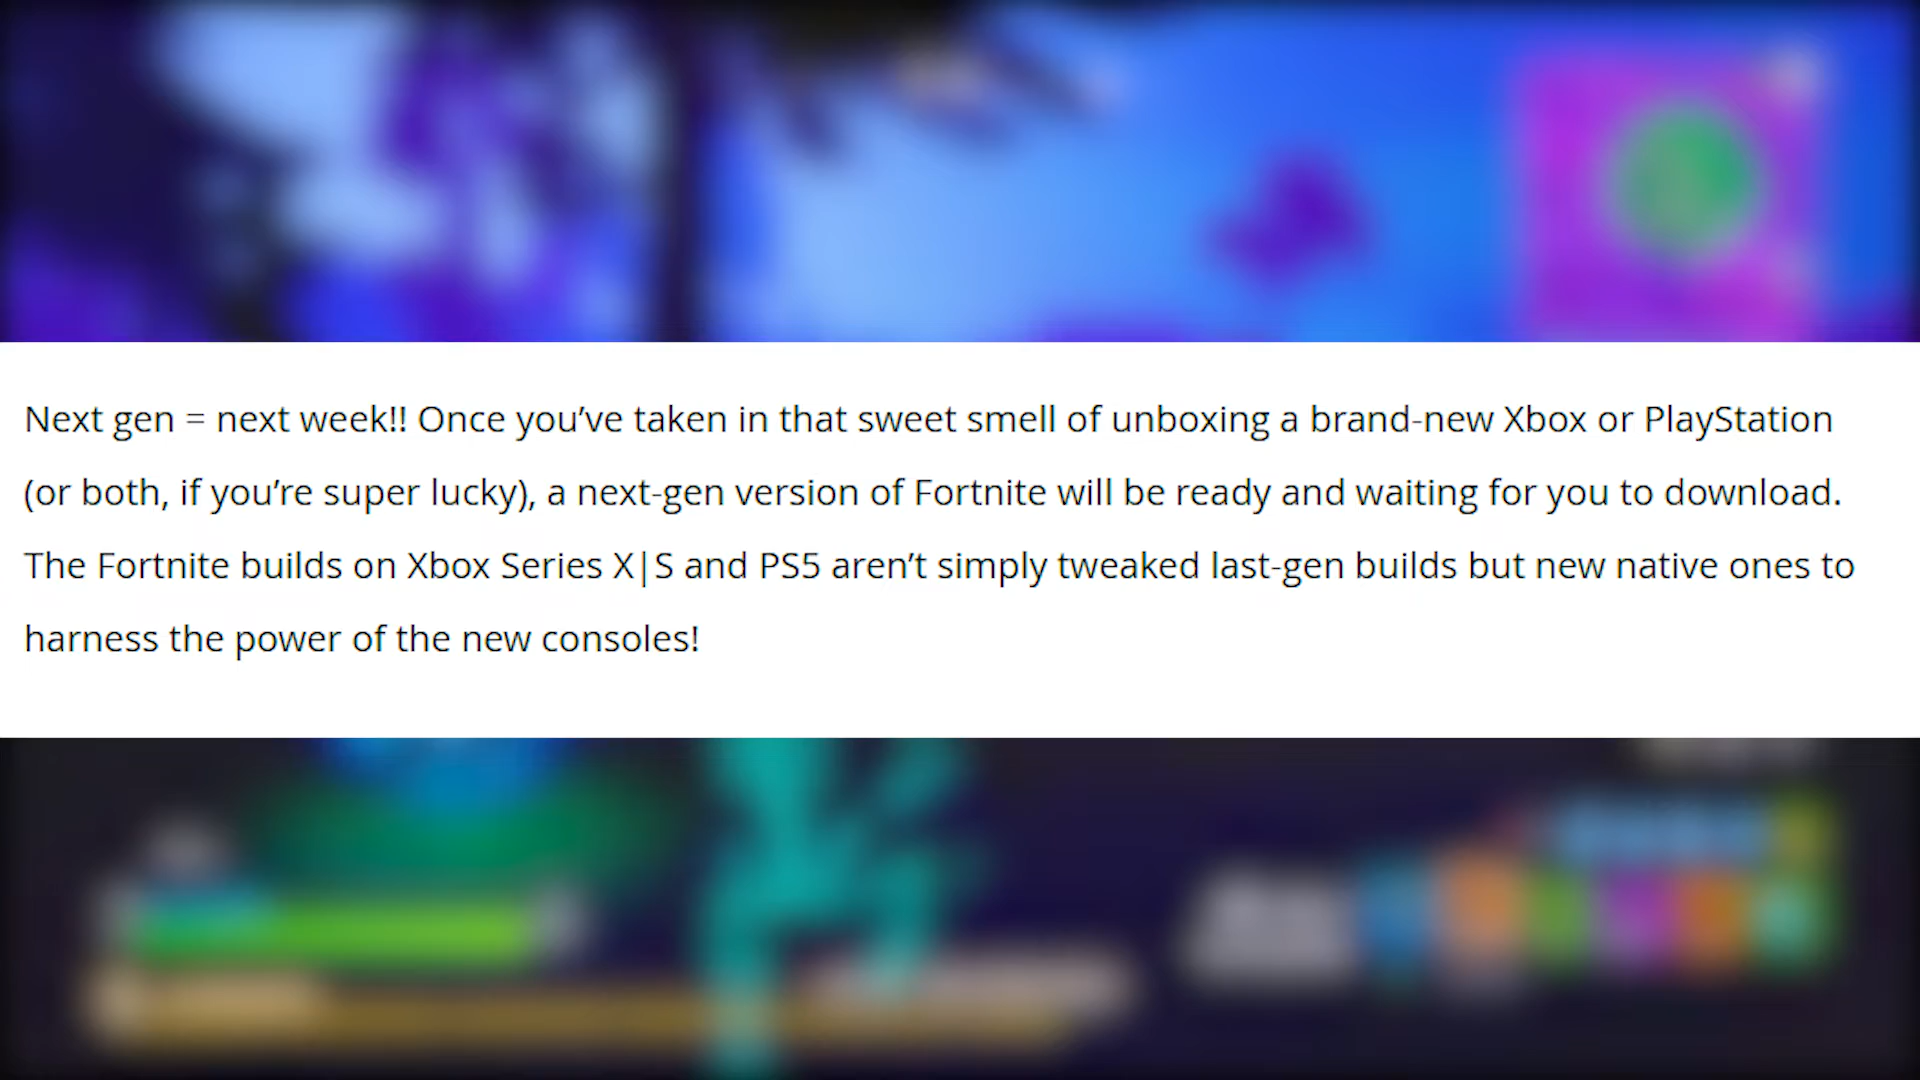 Next gen = next week!! Once you’ve taken in that sweet smell of unboxing a brand-new Xbox or PlayStation
(or both, if you’re super lucky), a next-gen version of Fortnite will be ready and waiting for you to download.
The Fortnite builds on Xbox Series X|S and PS5 aren’t simply tweaked last-gen builds but new native ones to
harness the power of the new consoles!